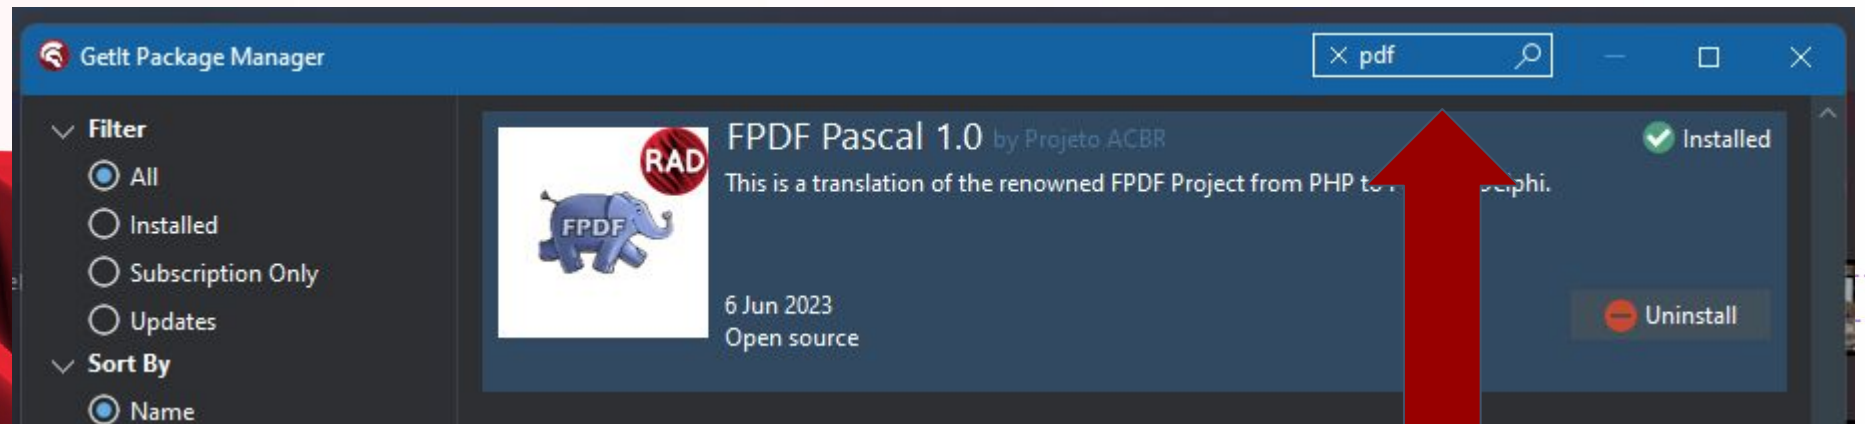 GetIt Package Manager
pdf
Filter
All
Installed
Subscription Only
Updates
Sort By
Name
FPDF
RAD
FPDF Pascal 1.0 by Projeto ACBR
Installed
This is a translation of the renowned FPDF Project from PHP to
6 Jun 2023
Open source
Uninstall